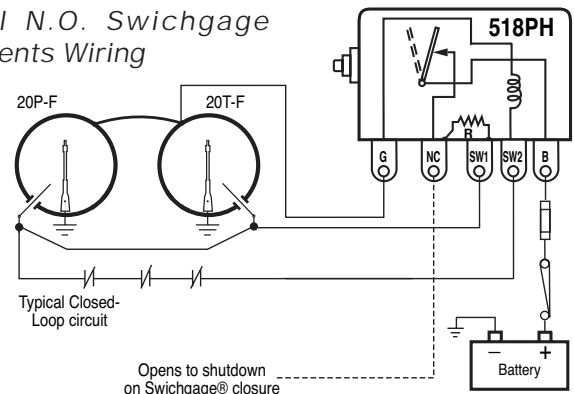 l N.O. Swichgage
ents Wiring
518PH
20P-F
20T-F
R
G
NC
SW1
SW2
B
Typical Closed-
Loop circuit
Opens to shutdown
on Swichgage® closure
– +
Battery